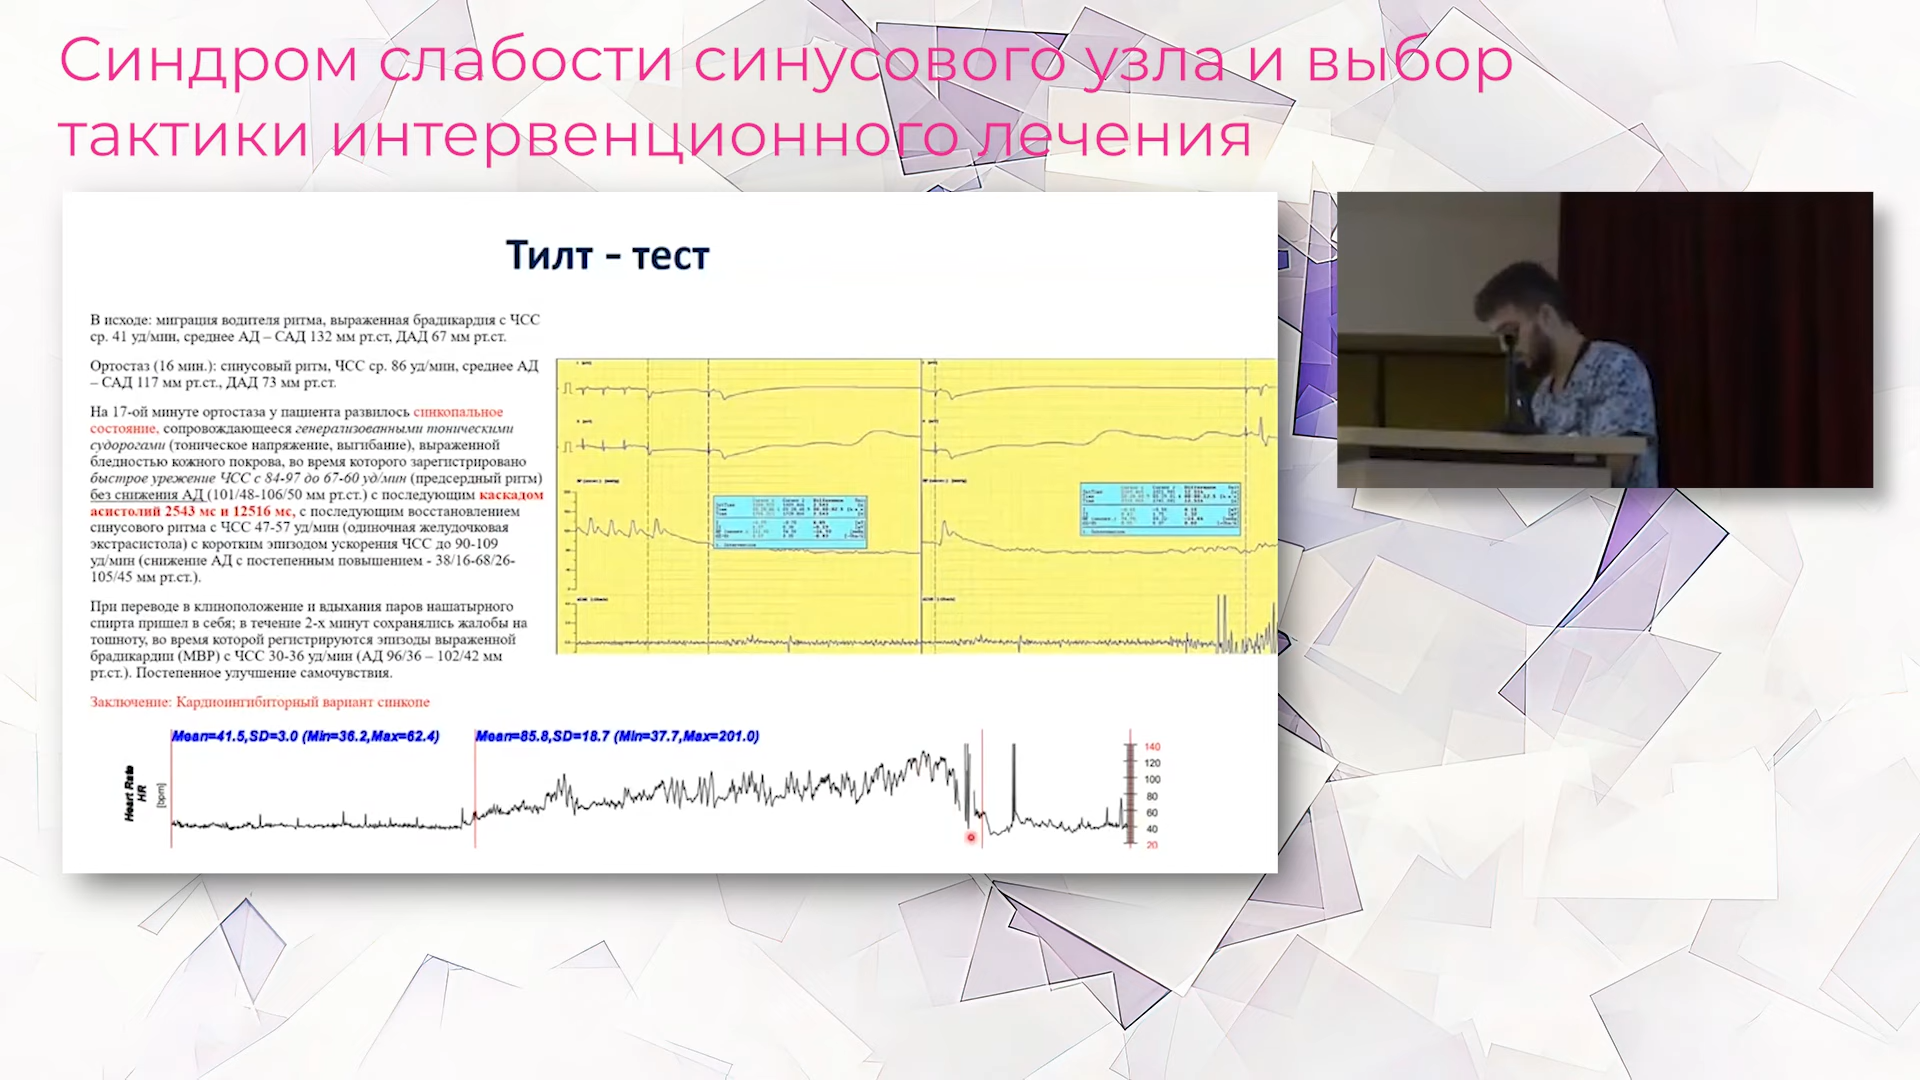 Синдром слабости синусового узла и выбор
тактики интервенционного лечения
Тилт - тест
В исходе: миграция водителя ритма, выраженная брадикардия с ЧСС
ср. 41 уд/мин, среднее АД – САД 132 мм рт.ст, ДАД 67 мм рт.ст.
Ортостаз (16 мин.): синусовый ритм, ЧСС ср. 86 уд/мин, среднее АД
– САД 117 мм рт.ст., ДАД 73 мм рт.ст.
На 17-ой минуте ортостаза у пациента развилось синкопальное
состояние, сопровождающееся генерализованными тоническими
судорогами (тоническое напряжение, выгибание), выраженной
бледностью кожного покрова, во время которого зарегистрировано
быстрое урежение ЧСС с 84-97 до 67-60 уд/мин (предсердный ритм)
без снижения АД (101/48-106/50 мм рт.ст.) с последующим каскадом
асистолий 2543 мс и 12516 мс, с последующим восстановлением
синусового ритма с ЧСС 47-57 уд/мин (одиночная желудочковая
экстрасистола) с коротким эпизодом ускорения ЧСС до 90-109
уд/мин (снижение АД с постепенным повышением - 38/16-68/26-
105/45 мм рт.ст.).
При переводе в клиноположение и вдыхания паров нашатырного
спирта пришел в себя; в течение 2-х минут сохранялись жалобы на
тошноту, во время которой регистрируются эпизоды выраженной
брадикардии (МВР) с ЧСС 30-36 уд/мин (АД 96/36 – 102/42 мм
рт.ст.). Постепенное улучшение самочувствия.
Заключение: Кардиоингибиторный вариант синкопе
Mean=41.5,SD=3.0 (Min=36.2,Max=62.4)
Mean=85.8,SD=18.7 (Min=37.7,Max=201.0)
Heart Rate
HR
[bpm]
140
120
100
80
60
40
20